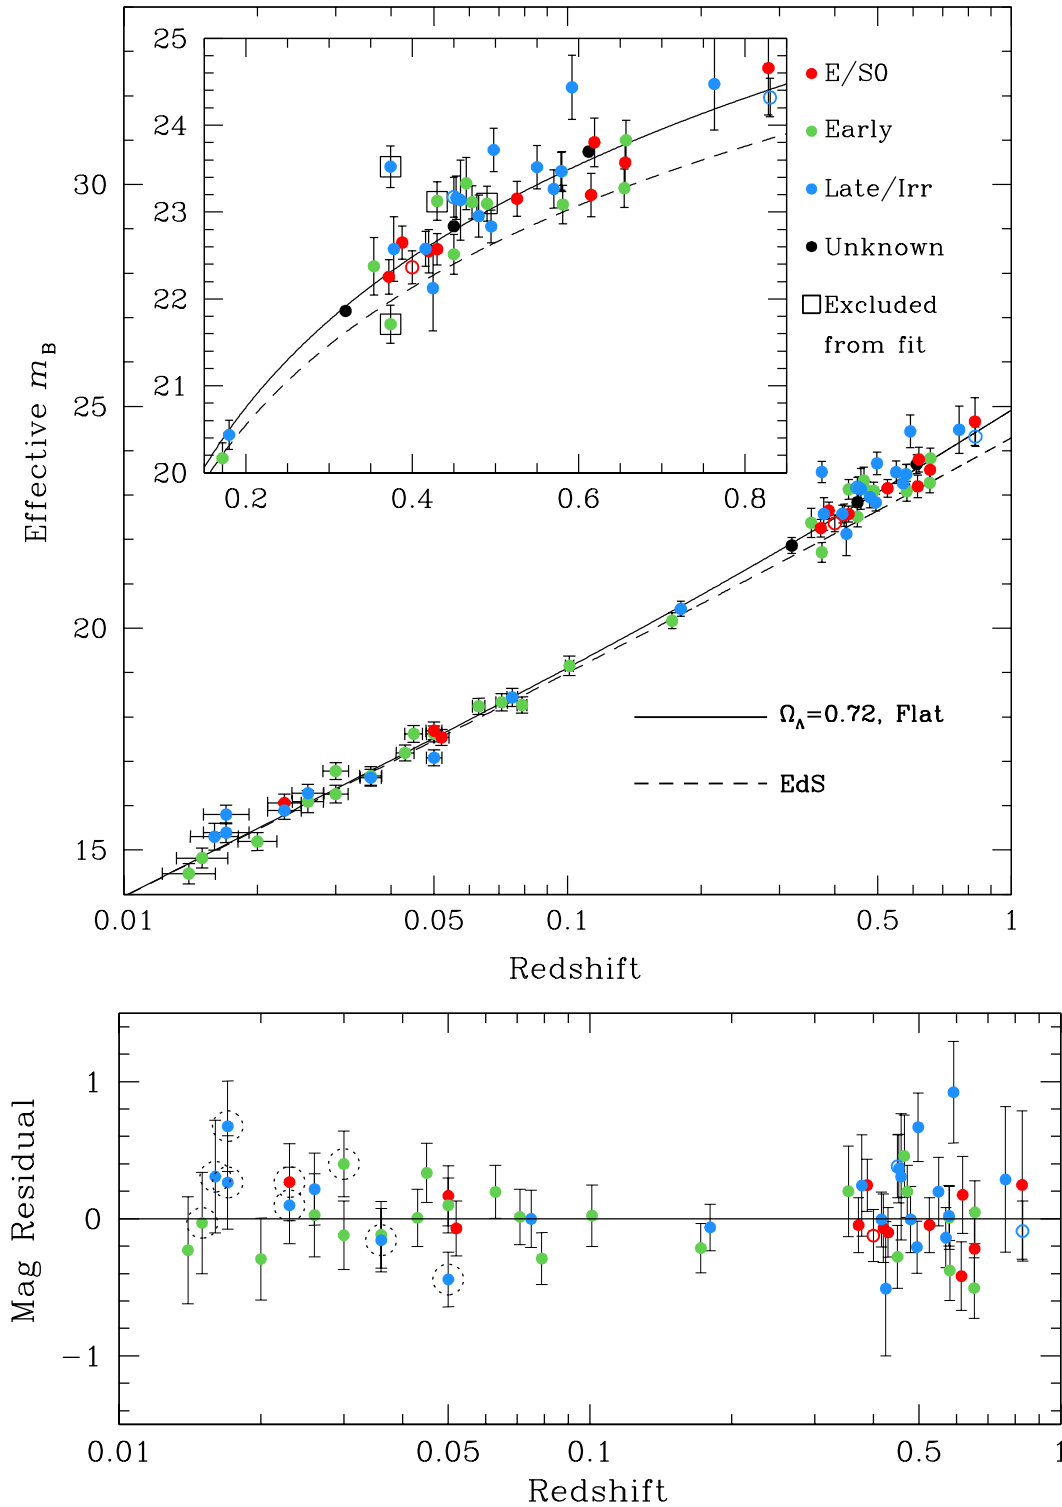 25
24
23
22
21
20
0.2
0.4
0.6
0.8
E/S0
Early
Late/Irr
Unknown
Excluded
from fit
30
25
20
15
Effective m_B
Ω_Λ=0.72, Flat
EdS
0.01
0.05
0.1
0.5
1
Redshift
1
0
−1
Mag Residual
0.01
0.05
0.1
0.5
1
Redshift